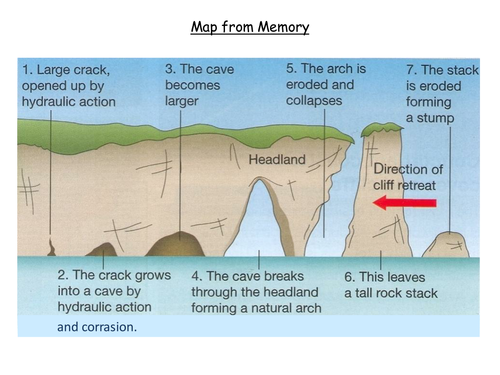 Map from Memory
1. Large crack,
opened up by
hydraulic action
3. The cave
becomes
larger
5. The arch is
eroded and
collapses
7. The stack
is eroded
forming
a stump
Headland
Direction of
cliff retreat
2. The crack grows
into a cave by
hydraulic action
and corrasion.
4. The cave breaks
through the headland
forming a natural arch
6. This leaves
a tall rock stack